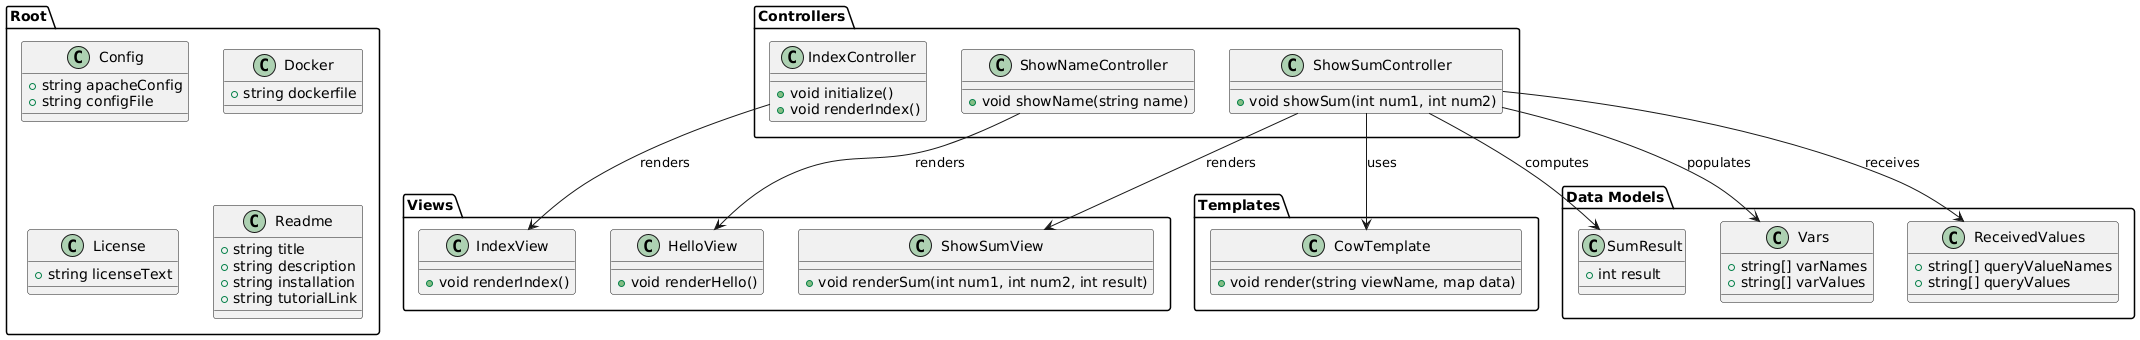 Root
C Config
string apacheConfig
string configFile
C Docker
string dockerfile
C License
string licenseText
C Readme
string title
string description
string installation
string tutorialLink
Controllers
C IndexController
void initialize()
void renderIndex()
C ShowNameController
void showName(string name)
C ShowSumController
void showSum(int num1, int num2)
renders
renders
renders
uses
computes
populates
receives
Views
C IndexView
void renderIndex()
C HelloView
void renderHello()
C ShowSumView
void renderSum(int num1, int num2, int result)
Templates
C CowTemplate
void render(string viewName, map data)
Data Models
C SumResult
int result
C Vars
string[] varNames
string[] varValues
C ReceivedValues
string[] queryValueNames
string[] queryValues